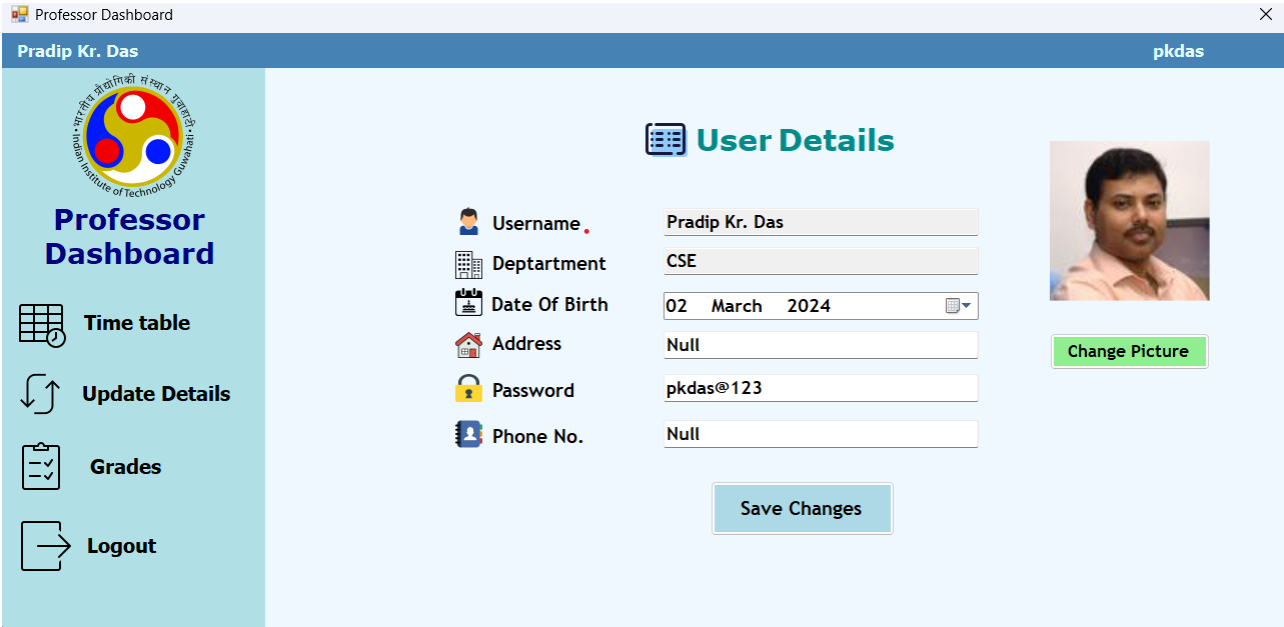 Professor Dashboard
Pradip Kr. Das
pkdas
भारतीय प्रौद्योगिकी संस्थान गुवाहाटी
Indian Institute of Technology Guwahati
Professor
Dashboard
Time table
Update Details
Grades
Logout
User Details
Username
Pradip Kr. Das
Deptartment
CSE
Date Of Birth
02 March 2024
Address
Null
Password
pkdas@123
Phone No.
Null
Save Changes
Change Picture